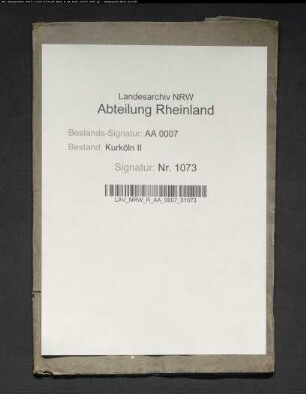 Landesarchiv NRW
Abteilung Rheinland
Bestands-Signatur: AA 0007
Bestand: Kurköln II
Signatur: Nr. 1073
LAV_NRW_R_AA_0007_01073